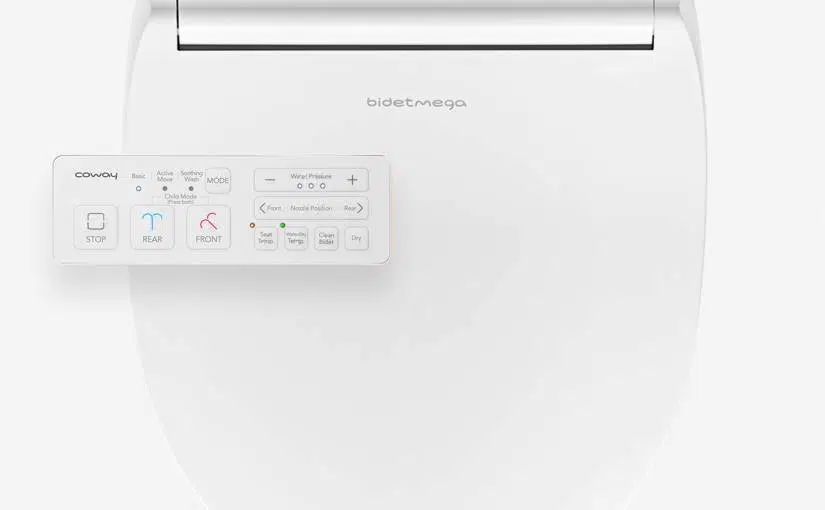 bidetmega
coway
Basic
Active
Move
Soothing
Wash
MODE
Child Mode
(Press both)
STOP
REAR
FRONT
Water Pressure
Front
Nozzle Position
Rear
Seat
Temp.
Water/Dry
Temp.
Clean
Bidet
Dry